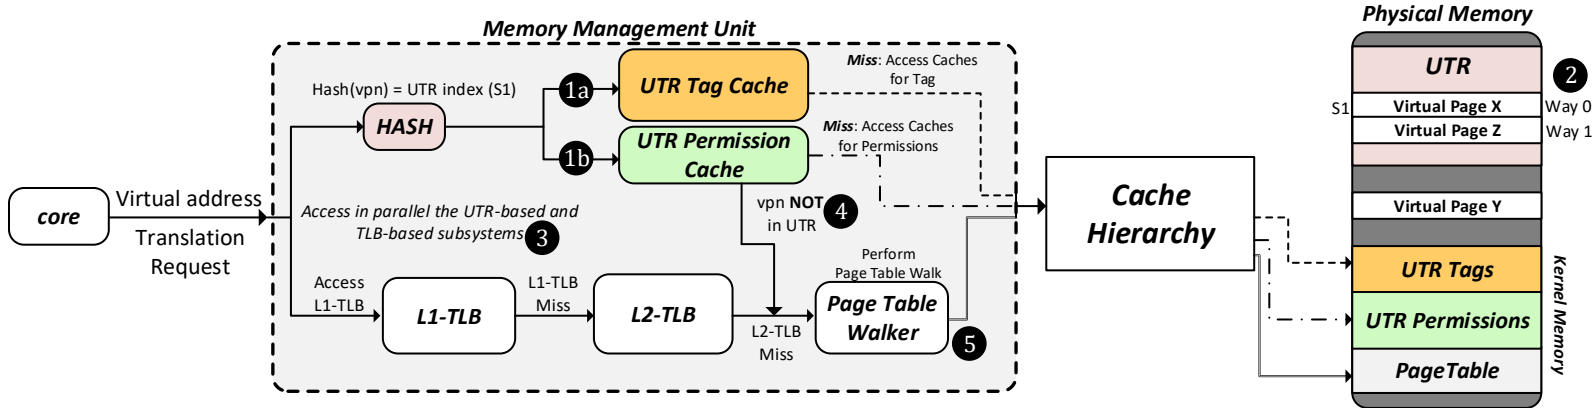 Memory Management Unit
Physical Memory
core
Virtual address
Translation
Request
Hash(vpn) = UTR index (S1)
HASH
1a
UTR Tag Cache
Miss: Access Caches
for Tag
1b
UTR Permission
Cache
Miss: Access Caches
for Permissions
Access in parallel the UTR-based and
TLB-based subsystems
3
vpn NOT
in UTR
4
Access
L1-TLB
L1-TLB
L1-TLB
Miss
L2-TLB
L2-TLB
Miss
Perform
Page Table Walk
Page Table
Walker
5
Cache
Hierarchy
UTR
2
S1
Virtual Page X
Way 0
Virtual Page Z
Way 1
Virtual Page Y
UTR Tags
UTR Permissions
PageTable
Kernel Memory